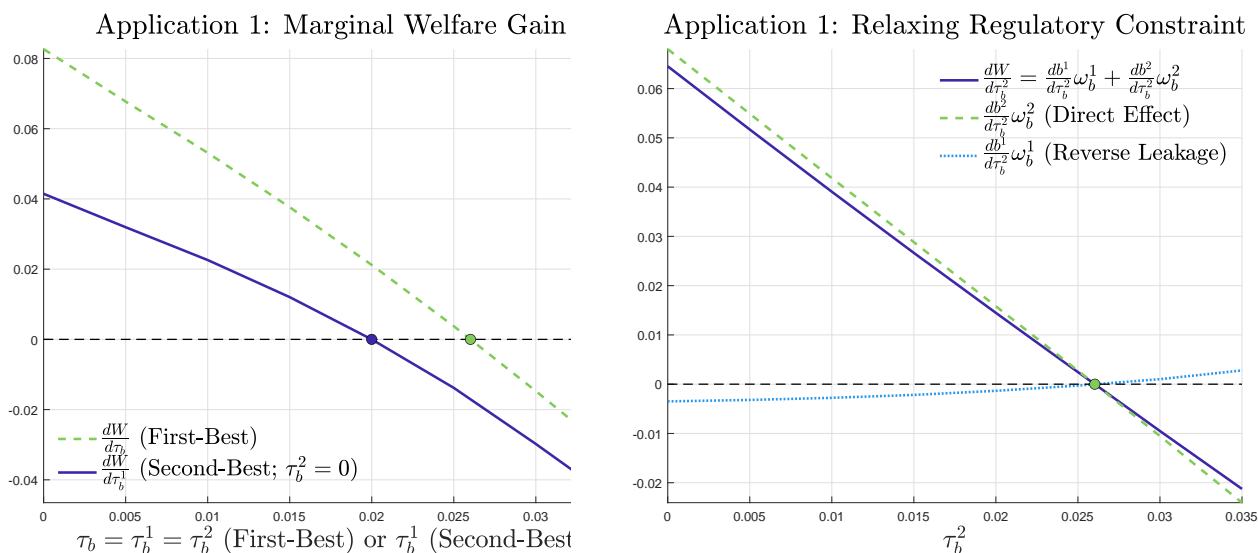 Application 1: Marginal Welfare Gain
0.08
0.06
0.04
0.02
0
-0.02
-0.04
dW/dτ_b (First-Best)
dW/dτ_b^1 (Second-Best; τ_b^2 = 0)
0 0.005 0.01 0.015 0.02 0.025 0.03
τ_b = τ_b^1 = τ_b^2 (First-Best) or τ_b^1 (Second-Best
Application 1: Relaxing Regulatory Constraint
0.06
0.05
0.04
0.03
0.02
0.01
0
-0.01
-0.02
dW/dτ_b^2 = db^1/dτ_b^2 ω_b^1 + db^2/dτ_b^2 ω_b^2
db^2/dτ_b^2 ω_b^2 (Direct Effect)
db^1/dτ_b^2 ω_b^1 (Reverse Leakage)
0 0.005 0.01 0.015 0.02 0.025 0.03 0.035
τ_b^2